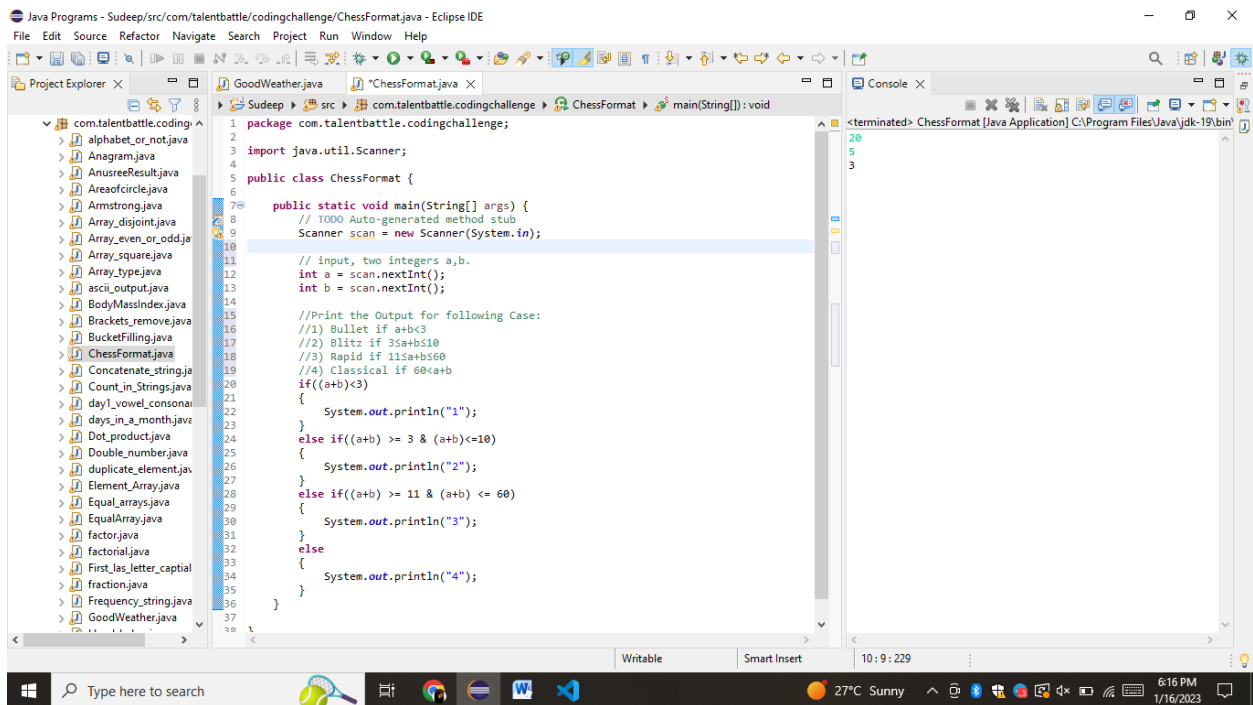 Java Programs - Sudeep/src/com/talentbattle/codingchallenge/ChessFormat.java - Eclipse IDE
File Edit Source Refactor Navigate Search Project Run Window Help
Project Explorer
com.talentbattle.coding
alphabet_or_not.java
Anagram.java
AnusreeResult.java
Areaofcircle.java
Armstrong.java
Array_disjoint.java
Array_even_or_odd.ja
Array_square.java
Array_type.java
ascii_output.java
BodyMassIndex.java
Brackets_remove.java
BucketFilling.java
ChessFormat.java
Concatenate_string.ja
Count_in_Strings.java
day1_vowel_consonar
days_in_a_month.java
Dot_product.java
Double_number.java
duplicate_element.jav
Element_Array.java
Equal_arrays.java
EqualArray.java
factor.java
factorial.java
First_las_letter_captial
fraction.java
Frequency_string.java
GoodWeather.java
GoodWeather.java *ChessFormat.java
Sudeep src com.talentbattle.codingchallenge ChessFormat main(String[]) : void
1 package com.talentbattle.codingchallenge;
2
3 import java.util.Scanner;
4
5 public class ChessFormat {
6
7 public static void main(String[] args) {
8 // TODO Auto-generated method stub
9 Scanner scan = new Scanner(System.in);
10
11 // input, two integers a,b.
12 int a = scan.nextInt();
13 int b = scan.nextInt();
14
15 //Print the Output for following Case:
16 //1) Bullet if a+b<3
17 //2) Blitz if 3≤a+b≤10
18 //3) Rapid if 11≤a+b≤60
19 //4) Classical if 60<a+b
20 if((a+b)<3)
21 {
22 System.out.println("1");
23 }
24 else if((a+b) >= 3 & (a+b)<=10)
25 {
26 System.out.println("2");
27 }
28 else if((a+b) >= 11 & (a+b) <= 60)
29 {
30 System.out.println("3");
31 }
32 else
33 {
34 System.out.println("4");
35 }
36 }
37
38 }
Console
<terminated> ChessFormat [Java Application] C:\Program Files\Java\jdk-19\bin\
20
5
3
Writable Smart Insert 10 : 9 : 229
Type here to search
27°C Sunny
6:16 PM
1/16/2023